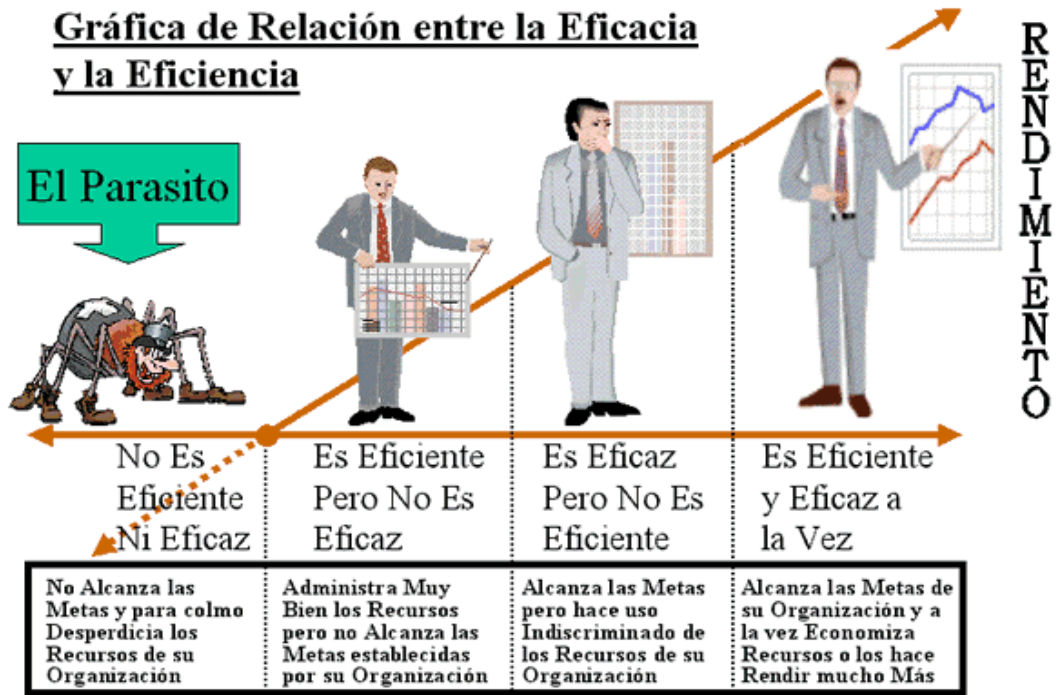 Gráfica de Relación entre la Eficacia
y la Eficiencia
El Parasito
RENDIMIENTO
No Es
Eficiente
Ni Eficaz
Es Eficiente
Pero No Es
Eficaz
Es Eficaz
Pero No Es
Eficiente
Es Eficiente
y Eficaz a
la Vez
No Alcanza las
Metas y para colmo
Desperdicia los
Recursos de su
Organización
Administra Muy
Bien los Recursos
pero no Alcanza las
Metas establecidas
por su Organización
Alcanza las Metas
pero hace uso
Indiscriminado de
los Recursos de su
Organización
Alcanza las Metas de
su Organización y a
la vez Economiza
Recursos o los hace
Rendir mucho Más